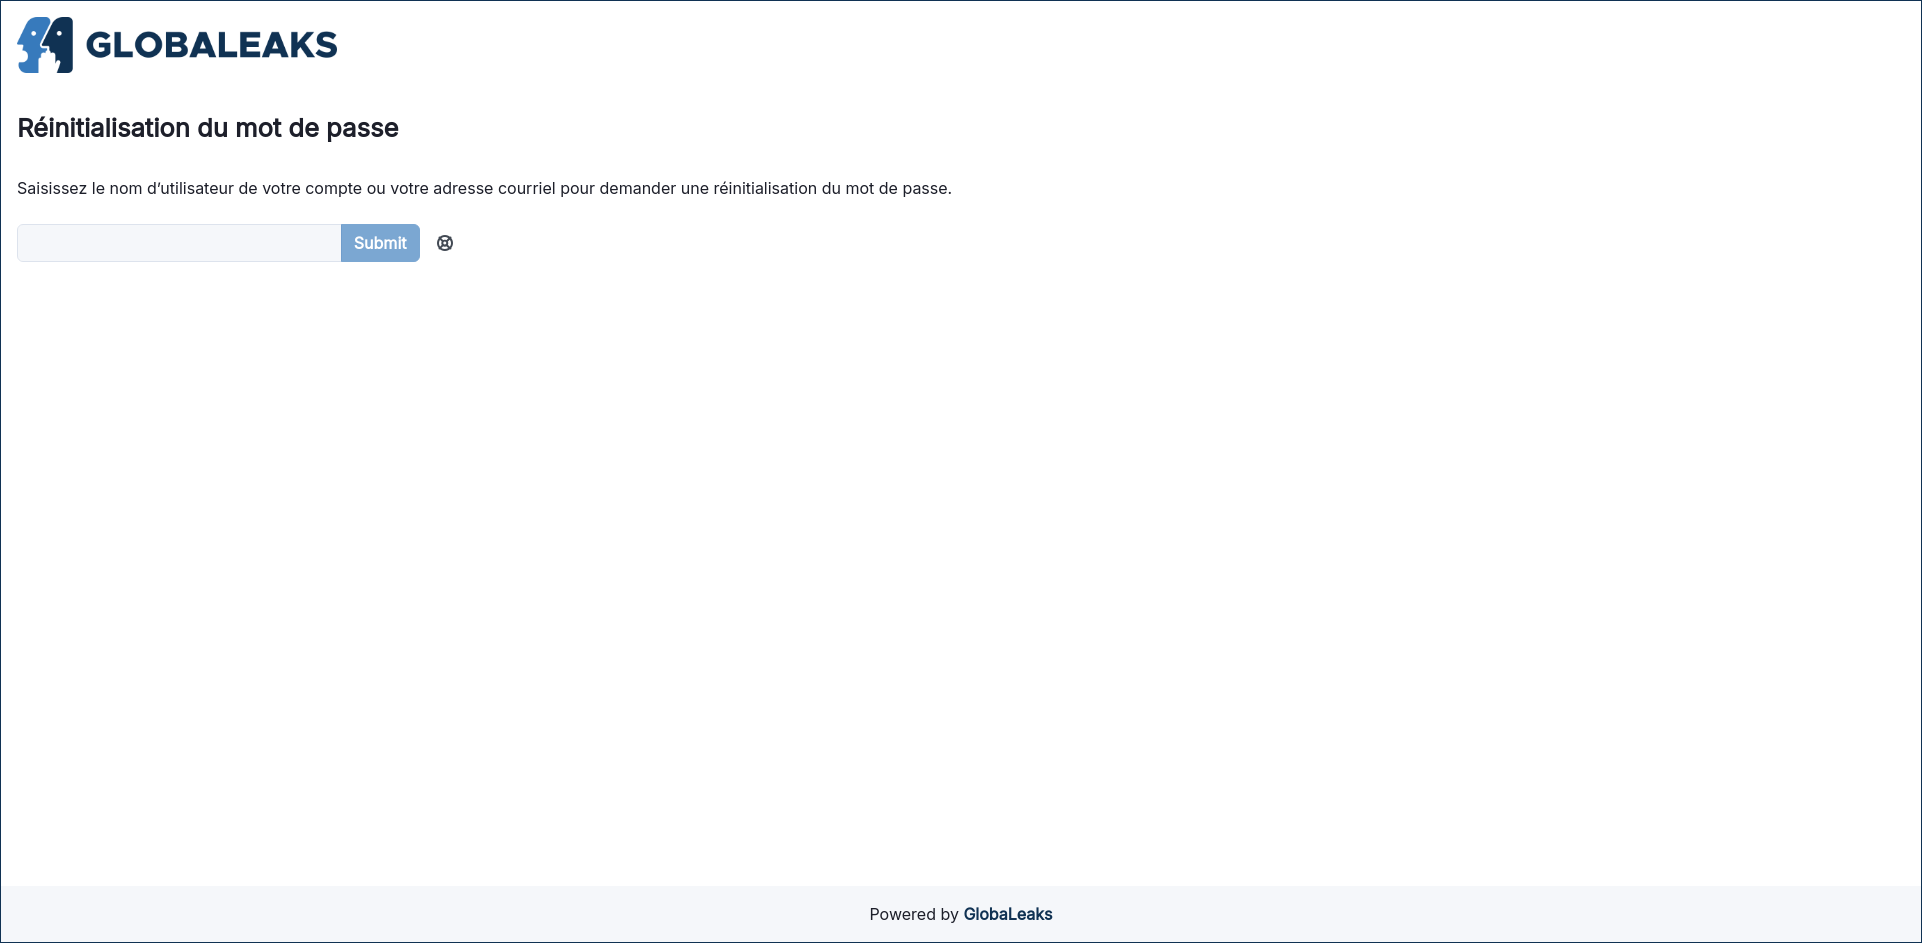 GLOBALEAKS
Réinitialisation du mot de passe
Saisissez le nom d’utilisateur de votre compte ou votre adresse courriel pour demander une réinitialisation du mot de passe.
Submit
Powered by GlobaLeaks